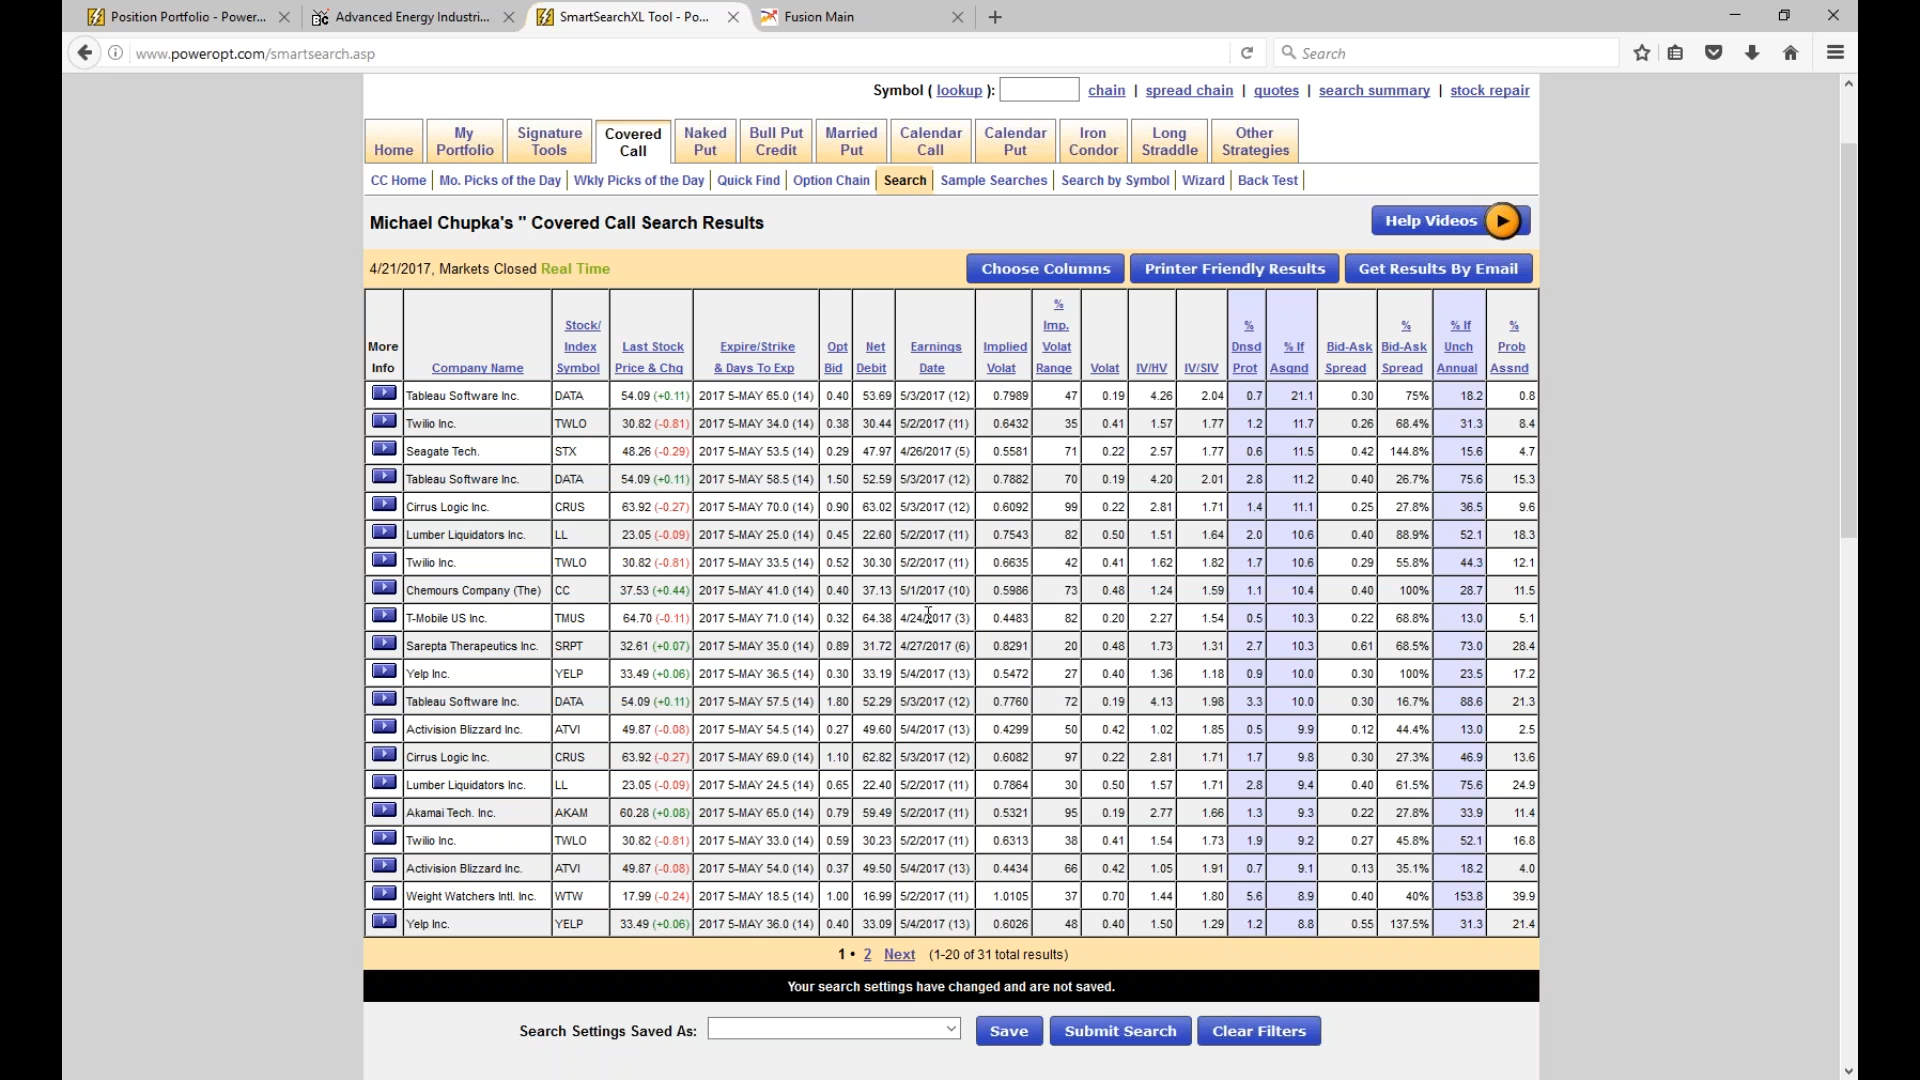 Position Portfolio - Power...
Advanced Energy Industri...
SmartSearchXL Tool - Po...
Fusion Main
www.poweropt.com/smartsearch.asp
Search
Symbol ( lookup ): chain | spread chain | quotes | search summary | stock repair
Home
My Portfolio
Signature Tools
Covered Call
Naked Put
Bull Put Credit
Married Put
Calendar Call
Calendar Put
Iron Condor
Long Straddle
Other Strategies
CC Home | Mo. Picks of the Day | Wkly Picks of the Day | Quick Find | Option Chain | Search | Sample Searches | Search by Symbol | Wizard | Back Test |
Michael Chupka's " Covered Call Search Results
Help Videos
4/21/2017, Markets Closed Real Time
Choose Columns
Printer Friendly Results
Get Results By Email
More Info | Company Name | Stock/ Index Symbol | Last Stock Price & Chg | Expire/Strike & Days To Exp | Opt Bid | Net Debit | Earnings Date | Implied Volat | % Imp. Volat Range | Volat | IV/HV | IV/SIV | % Dnsd Prot | % If Asgnd | Bid-Ask Spread | % Bid-Ask Spread | % If Unch Annual | % Prob Assnd
Tableau Software Inc. DATA 54.09 (+0.11) 2017 5-MAY 65.0 (14) 0.40 53.69 5/3/2017 (12) 0.7989 47 0.19 4.26 2.04 0.7 21.1 0.30 75% 18.2 0.8
Twilio Inc. TWLO 30.82 (-0.81) 2017 5-MAY 34.0 (14) 0.38 30.44 5/2/2017 (11) 0.6432 35 0.41 1.57 1.77 1.2 11.7 0.26 68.4% 31.3 8.4
Seagate Tech. STX 48.26 (-0.29) 2017 5-MAY 53.5 (14) 0.29 47.97 4/26/2017 (5) 0.5581 71 0.22 2.57 1.77 0.6 11.5 0.42 144.8% 15.6 4.7
Tableau Software Inc. DATA 54.09 (+0.11) 2017 5-MAY 58.5 (14) 1.50 52.59 5/3/2017 (12) 0.7882 70 0.19 4.20 2.01 2.8 11.2 0.40 26.7% 75.6 15.3
Cirrus Logic Inc. CRUS 63.92 (-0.27) 2017 5-MAY 70.0 (14) 0.90 63.02 5/3/2017 (12) 0.6092 99 0.22 2.81 1.71 1.4 11.1 0.25 27.8% 36.5 9.6
Lumber Liquidators Inc. LL 23.05 (-0.09) 2017 5-MAY 25.0 (14) 0.45 22.60 5/2/2017 (11) 0.7543 82 0.50 1.51 1.64 2.0 10.6 0.40 88.9% 52.1 18.3
Twilio Inc. TWLO 30.82 (-0.81) 2017 5-MAY 33.5 (14) 0.52 30.30 5/2/2017 (11) 0.6635 42 0.41 1.62 1.82 1.7 10.6 0.29 55.8% 44.3 12.1
Chemours Company (The) CC 37.53 (+0.44) 2017 5-MAY 41.0 (14) 0.40 37.13 5/1/2017 (10) 0.5986 73 0.48 1.24 1.59 1.1 10.4 0.40 100% 28.7 11.5
T-Mobile US Inc. TMUS 64.70 (-0.11) 2017 5-MAY 71.0 (14) 0.32 64.38 4/24/2017 (3) 0.4483 82 0.20 2.27 1.54 0.5 10.3 0.22 68.8% 13.0 5.1
Sarepta Therapeutics Inc. SRPT 32.61 (+0.07) 2017 5-MAY 35.0 (14) 0.89 31.72 4/27/2017 (6) 0.8291 20 0.48 1.73 1.31 2.7 10.3 0.61 68.5% 73.0 28.4
Yelp Inc. YELP 33.49 (+0.06) 2017 5-MAY 36.5 (14) 0.30 33.19 5/4/2017 (13) 0.5472 27 0.40 1.36 1.18 0.9 10.0 0.30 100% 23.5 17.2
Tableau Software Inc. DATA 54.09 (+0.11) 2017 5-MAY 57.5 (14) 1.80 52.29 5/3/2017 (12) 0.7760 72 0.19 4.13 1.98 3.3 10.0 0.30 16.7% 88.6 21.3
Activision Blizzard Inc. ATVI 49.87 (-0.08) 2017 5-MAY 54.5 (14) 0.27 49.60 5/4/2017 (13) 0.4299 50 0.42 1.02 1.85 0.5 9.9 0.12 44.4% 13.0 2.5
Cirrus Logic Inc. CRUS 63.92 (-0.27) 2017 5-MAY 69.0 (14) 1.10 62.82 5/3/2017 (12) 0.6082 97 0.22 2.81 1.71 1.7 9.8 0.30 27.3% 46.9 13.6
Lumber Liquidators Inc. LL 23.05 (-0.09) 2017 5-MAY 24.5 (14) 0.65 22.40 5/2/2017 (11) 0.7864 30 0.50 1.57 1.71 2.8 9.4 0.40 61.5% 75.6 24.9
Akamai Tech. Inc. AKAM 60.28 (+0.08) 2017 5-MAY 65.0 (14) 0.79 59.49 5/2/2017 (11) 0.5321 95 0.19 2.77 1.66 1.3 9.3 0.22 27.8% 33.9 11.4
Twilio Inc. TWLO 30.82 (-0.81) 2017 5-MAY 33.0 (14) 0.59 30.23 5/2/2017 (11) 0.6313 38 0.41 1.54 1.73 1.9 9.2 0.27 45.8% 52.1 16.8
Activision Blizzard Inc. ATVI 49.87 (-0.08) 2017 5-MAY 54.0 (14) 0.37 49.50 5/4/2017 (13) 0.4434 66 0.42 1.05 1.91 0.7 9.1 0.13 35.1% 18.2 4.0
Weight Watchers Intl. Inc. WTW 17.99 (-0.24) 2017 5-MAY 18.5 (14) 1.00 16.99 5/2/2017 (11) 1.0105 37 0.70 1.44 1.80 5.6 8.9 0.40 40% 153.8 39.9
Yelp Inc. YELP 33.49 (+0.06) 2017 5-MAY 36.0 (14) 0.40 33.09 5/4/2017 (13) 0.6026 48 0.40 1.50 1.29 1.2 8.8 0.55 137.5% 31.3 21.4
1 • 2 Next (1-20 of 31 total results)
Your search settings have changed and are not saved.
Search Settings Saved As: Save Submit Search Clear Filters